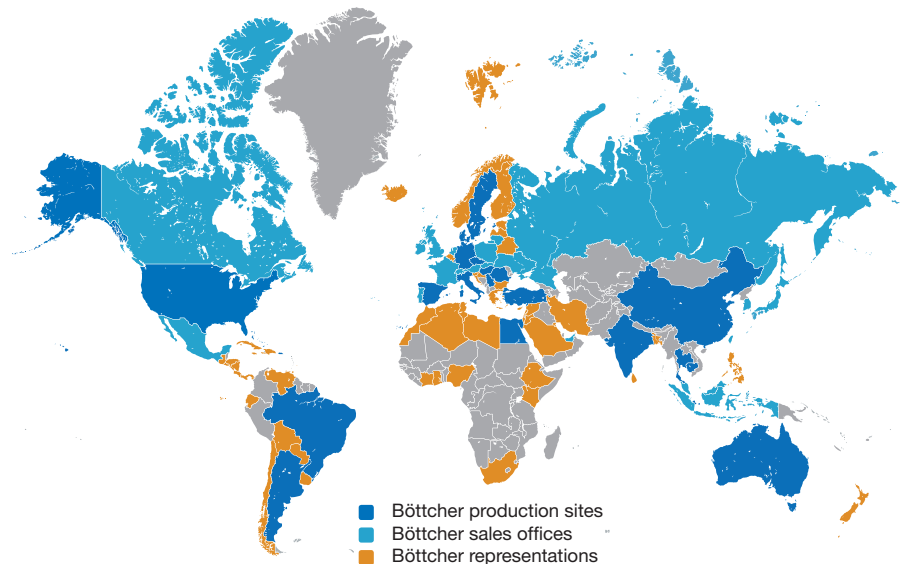 Böttcher production sites
Böttcher sales offices
Böttcher representations